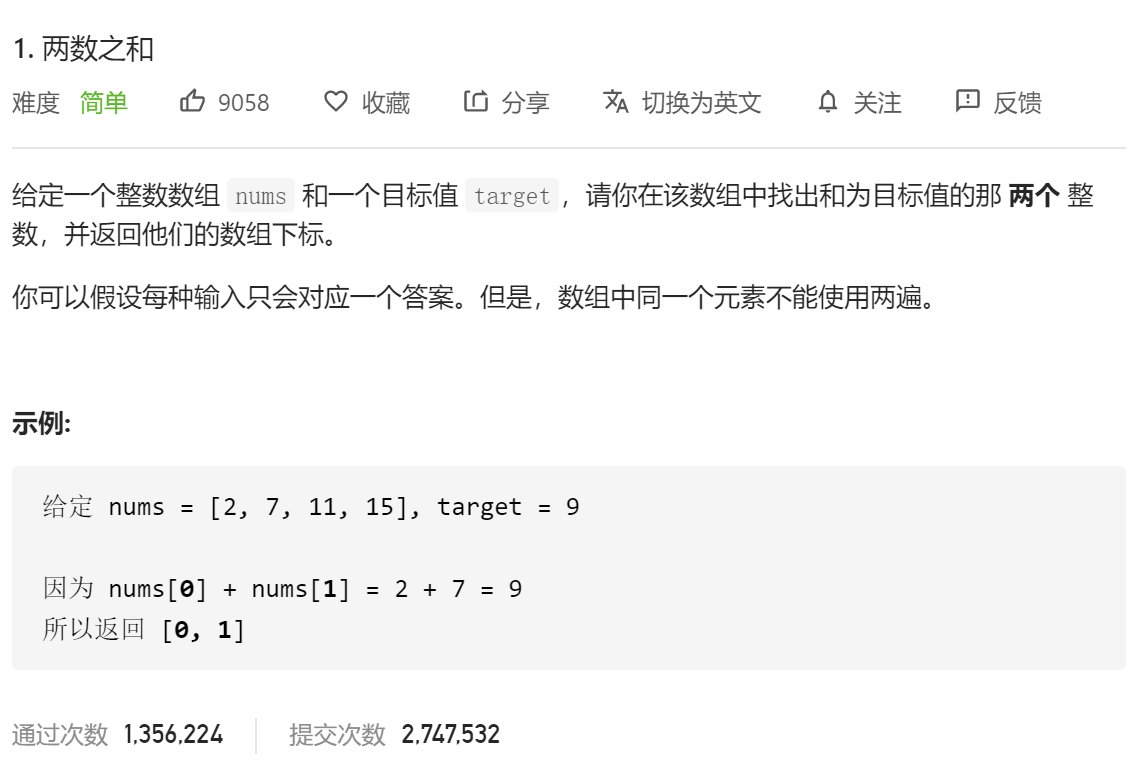 1. 两数之和
难度 简单 9058 收藏 分享 切换为英文 关注 反馈
给定一个整数数组 nums 和一个目标值 target，请你在该数组中找出和为目标值的那 两个 整
数，并返回他们的数组下标。
你可以假设每种输入只会对应一个答案。但是，数组中同一个元素不能使用两遍。
示例:
给定 nums = [2, 7, 11, 15], target = 9
因为 nums[0] + nums[1] = 2 + 7 = 9
所以返回 [0, 1]
通过次数 1,356,224 提交次数 2,747,532